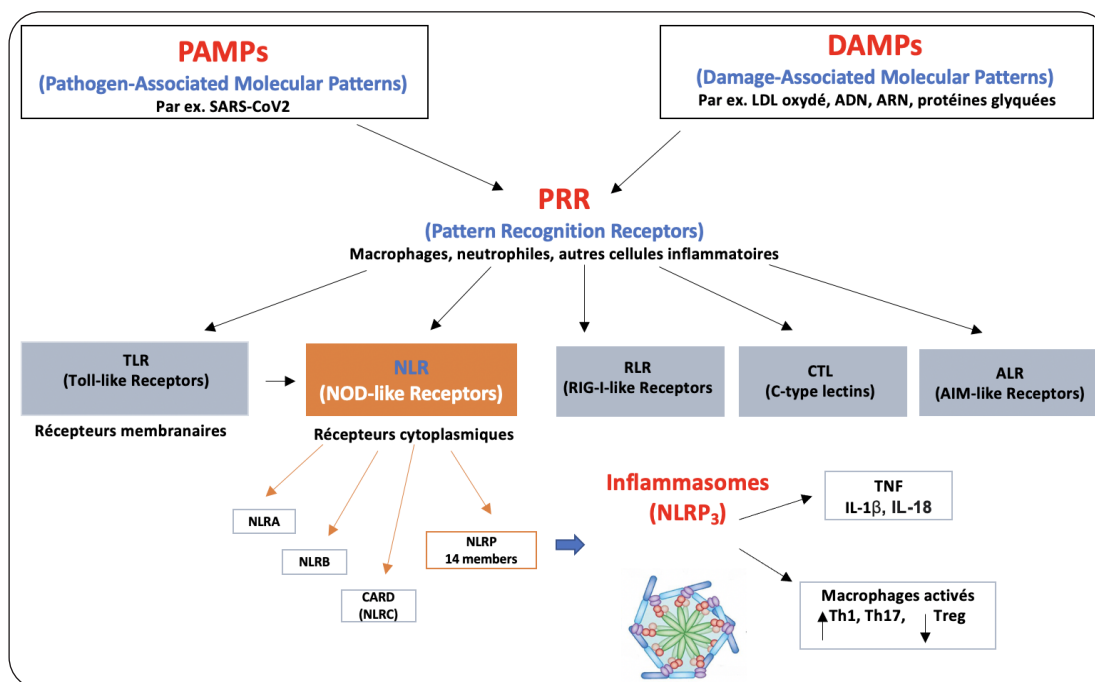 PAMPs
(Pathogen-Associated Molecular Patterns)
Par ex. SARS-CoV2
DAMPs
(Damage-Associated Molecular Patterns)
Par ex. LDL oxydé, ADN, ARN, protéines glyquées
PRR
(Pattern Recognition Receptors)
Macrophages, neutrophiles, autres cellules inflammatoires
TLR
(Toll-like Receptors)
NLR
(NOD-like Receptors)
RLR
(RIG-I-like Receptors
CTL
(C-type lectins)
ALR
(AIM-like Receptors)
Récepteurs membranaires
Récepteurs cytoplasmiques
NLRA
NLRB
CARD
(NLRC)
NLRP
14 members
Inflammasomes
(NLRP₃)
TNF
IL-1β, IL-18
Macrophages activés
Th1, Th17, Treg